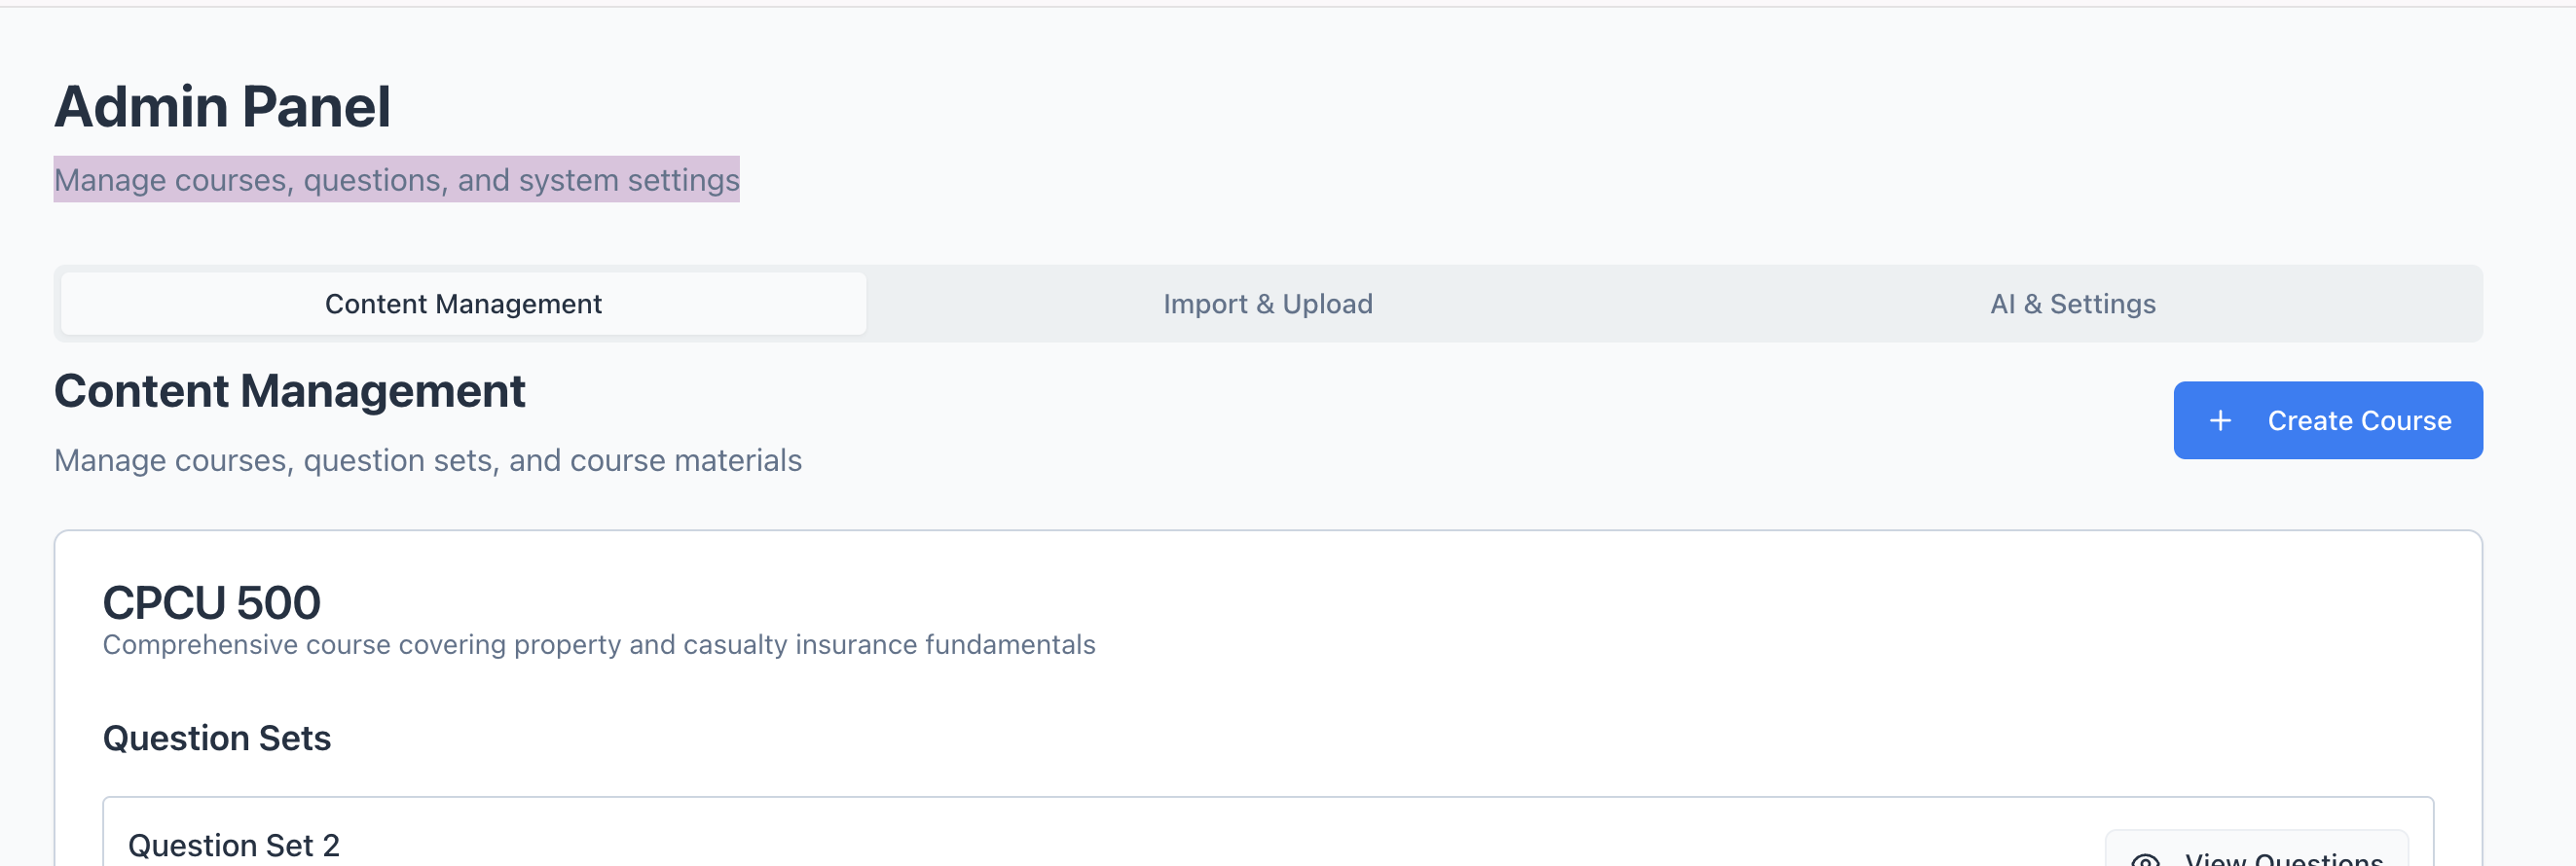 Admin Panel
Manage courses, questions, and system settings
Content Management
Import & Upload
AI & Settings
Content Management
Manage courses, question sets, and course materials
+ Create Course
CPCU 500
Comprehensive course covering property and casualty insurance fundamentals
Question Sets
Question Set 2
View Questions